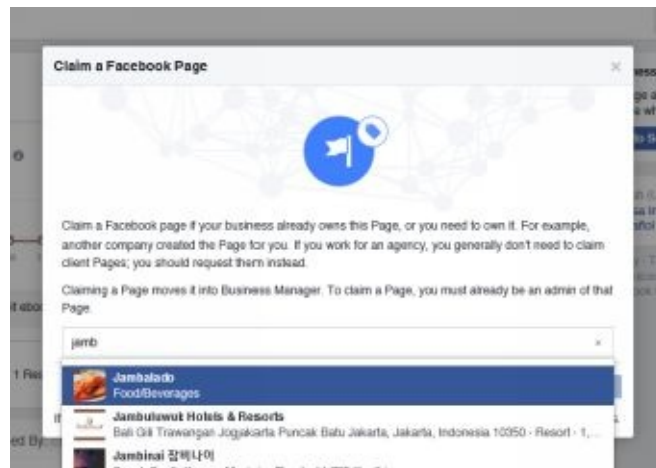 Claim a Facebook Page
Claim a Facebook page if your business already owns this Page, or you need to own it. For example,
another company created the Page for you. If you work for an agency, you generally don't need to claim
client Pages; you should request them instead.
Claiming a Page moves it into Business Manager. To claim a Page, you must already be an admin of that
Page.
jamb
Jambalado
Food/Beverages
Jambuluwuk Hotels & Resorts
Bali Gili Trawangan Jogjakarta Puncak Batu Jakarta, Jakarta, Indonesia 10350 · Resort · 1,...
Jambinai 잠비나이